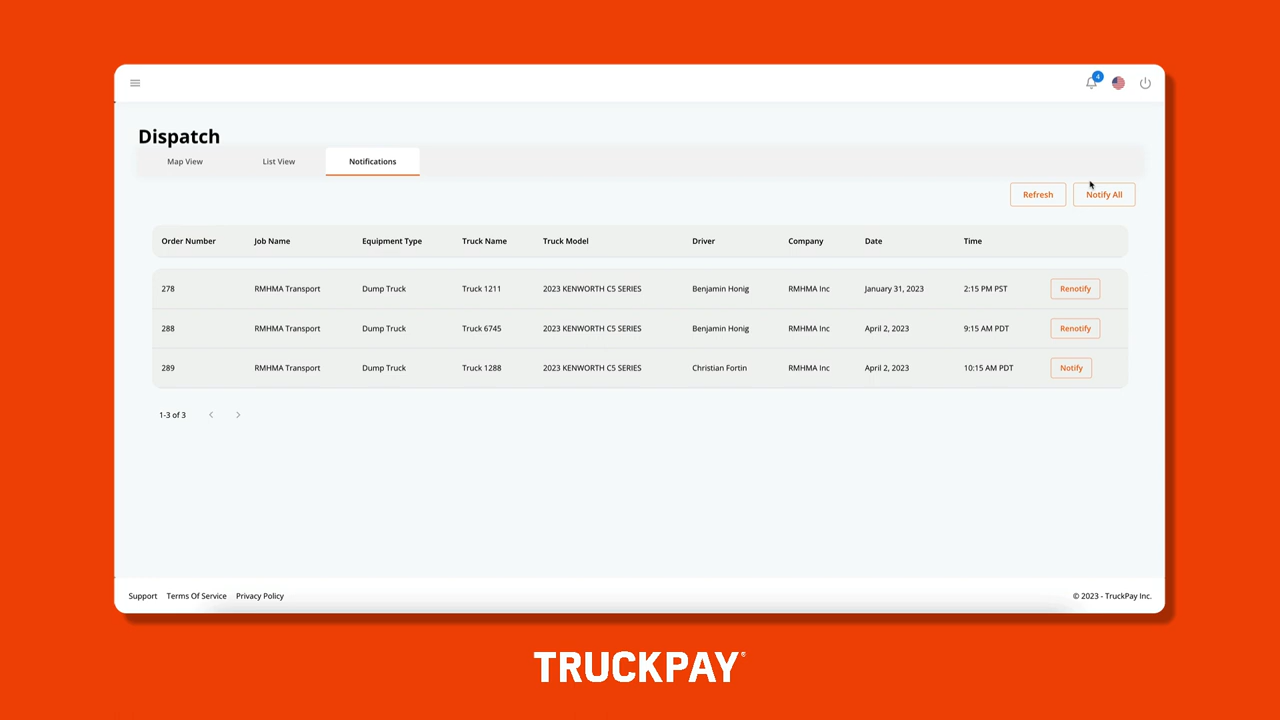 4
Dispatch
Map View List View Notifications
Refresh Notify All
Order Number Job Name Equipment Type Truck Name Truck Model Driver Company Date Time
278 RMHMA Transport Dump Truck Truck 1211 2023 KENWORTH C5 SERIES Benjamin Honig RMHMA Inc January 31, 2023 2:15 PM PST Renotify
288 RMHMA Transport Dump Truck Truck 6745 2023 KENWORTH C5 SERIES Benjamin Honig RMHMA Inc April 2, 2023 9:15 AM PDT Renotify
289 RMHMA Transport Dump Truck Truck 1288 2023 KENWORTH C5 SERIES Christian Fortin RMHMA Inc April 2, 2023 10:15 AM PDT Notify
1-3 of 3
Support Terms Of Service Privacy Policy © 2023 - TruckPay Inc.
TRUCKPAY®